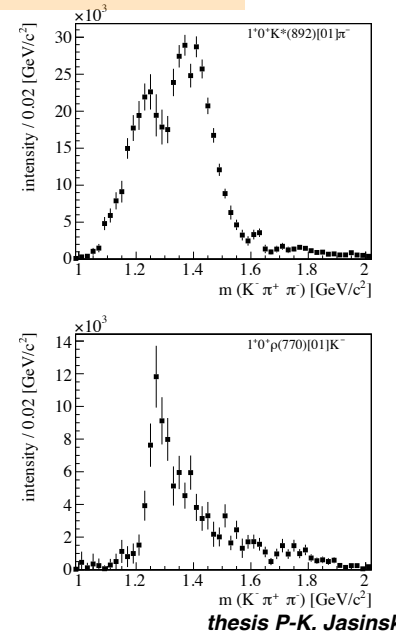 ×10³
1⁺0⁺K*(892)[01]π⁻
intensity / 0.02 [GeV/c²]
30
25
20
15
10
5
0
1 1.2 1.4 1.6 1.8 2
m (K⁻ π⁺ π⁻) [GeV/c²]
×10³
1⁺0⁺ρ(770)[01]K⁻
intensity / 0.02 [GeV/c²]
14
12
10
8
6
4
2
0
1 1.2 1.4 1.6 1.8 2
m (K⁻ π⁺ π⁻) [GeV/c²]
thesis P-K. Jasinsk